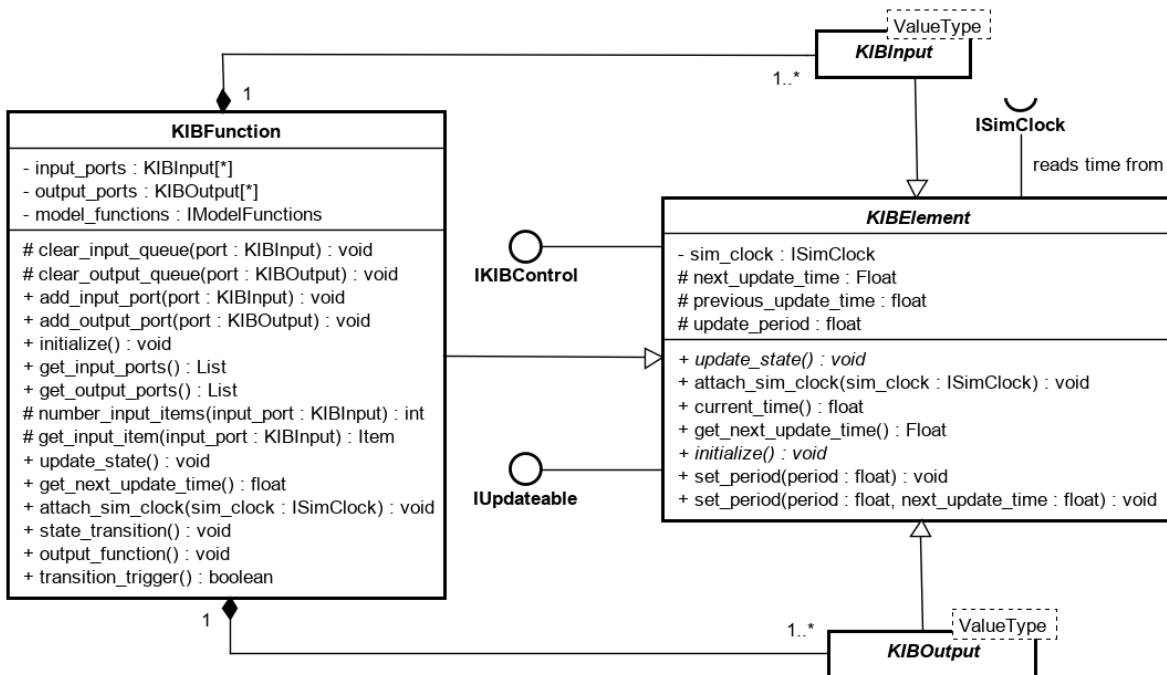 ValueType
KIBInput
1..*
1
ISimClock
reads time from
KIBFunction
- input_ports : KIBInput[*]
- output_ports : KIBOutput[*]
- model_functions : IModelFunctions
# clear_input_queue(port : KIBInput) : void
# clear_output_queue(port : KIBOutput) : void
+ add_input_port(port : KIBInput) : void
+ add_output_port(port : KIBOutput) : void
+ initialize() : void
+ get_input_ports() : List
+ get_output_ports() : List
# number_input_items(input_port : KIBInput) : int
# get_input_item(input_port : KIBInput) : Item
+ update_state() : void
+ get_next_update_time() : float
+ attach_sim_clock(sim_clock : ISimClock) : void
+ state_transition() : void
+ output_function() : void
+ transition_trigger() : boolean
IKIBControl
IUpdateable
KIBElement
- sim_clock : ISimClock
# next_update_time : Float
# previous_update_time : float
# update_period : float
+ update_state() : void
+ attach_sim_clock(sim_clock : ISimClock) : void
+ current_time() : float
+ get_next_update_time() : Float
+ initialize() : void
+ set_period(period : float) : void
+ set_period(period : float, next_update_time : float) : void
1
1..*
ValueType
KIBOutput